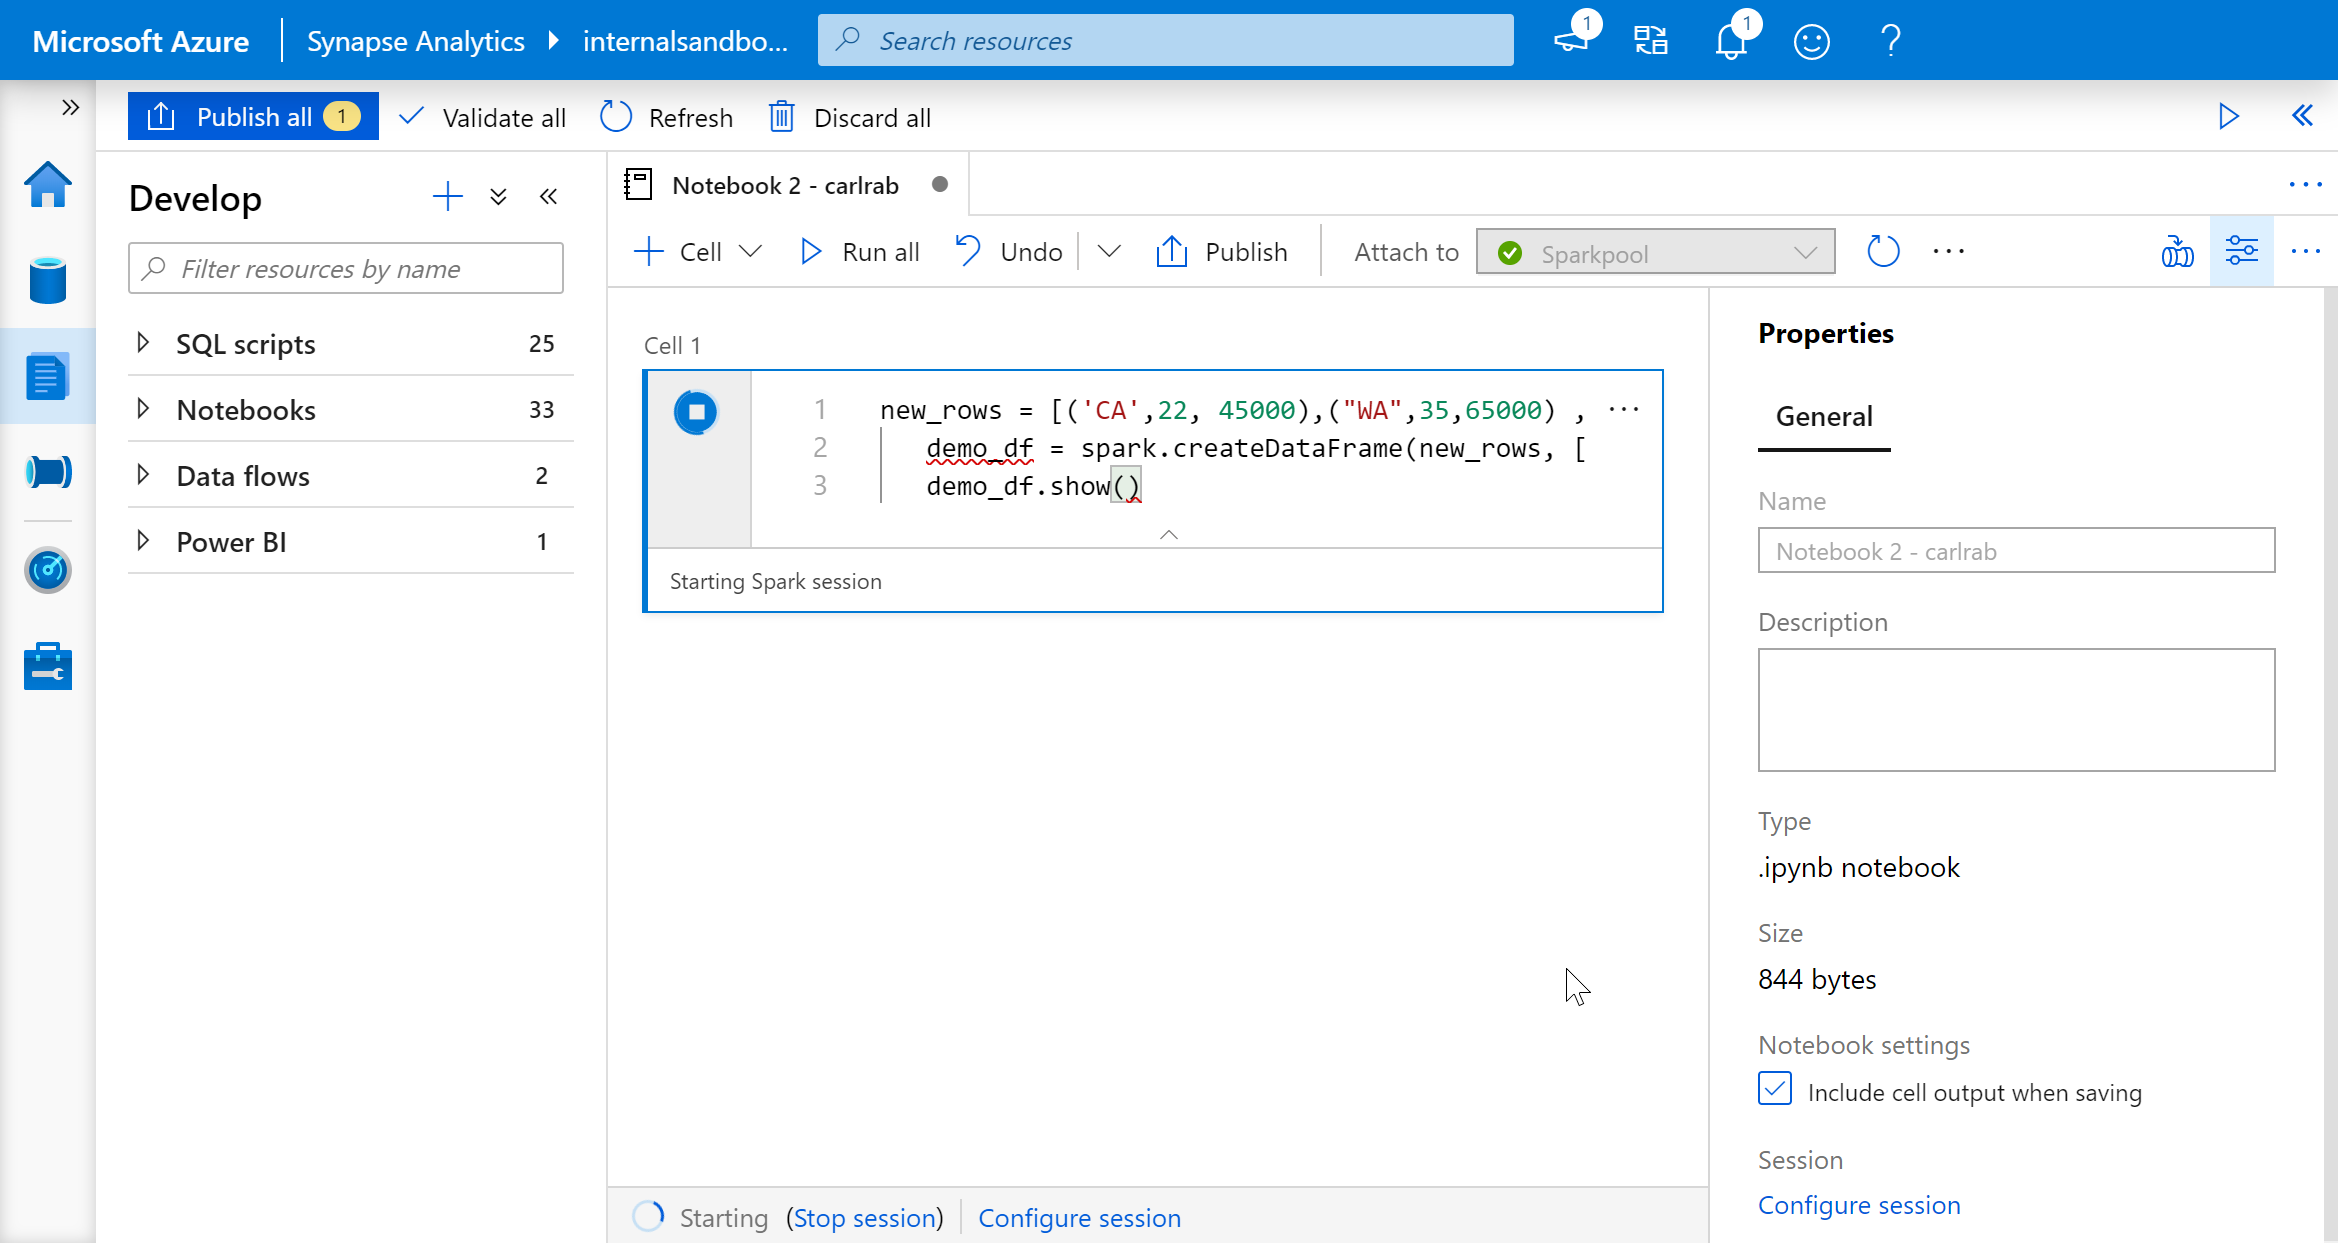 Microsoft Azure
Synapse Analytics
internalsandbo...
Search resources
1
1
?
Publish all 1
Validate all
Refresh
Discard all
Develop
Filter resources by name
SQL scripts 25
Notebooks 33
Data flows 2
Power BI 1
Notebook 2 - carlrab
Cell
Run all
Undo
Publish
Attach to
Sparkpool
Cell 1
1 new_rows = [('CA',22, 45000),("WA",35,65000) ,
2 demo_df = spark.createDataFrame(new_rows, [
3 demo_df.show()
Starting Spark session
Starting (Stop session)
Configure session
Properties
General
Name
Notebook 2 - carlrab
Description
Type
.ipynb notebook
Size
844 bytes
Notebook settings
Include cell output when saving
Session
Configure session